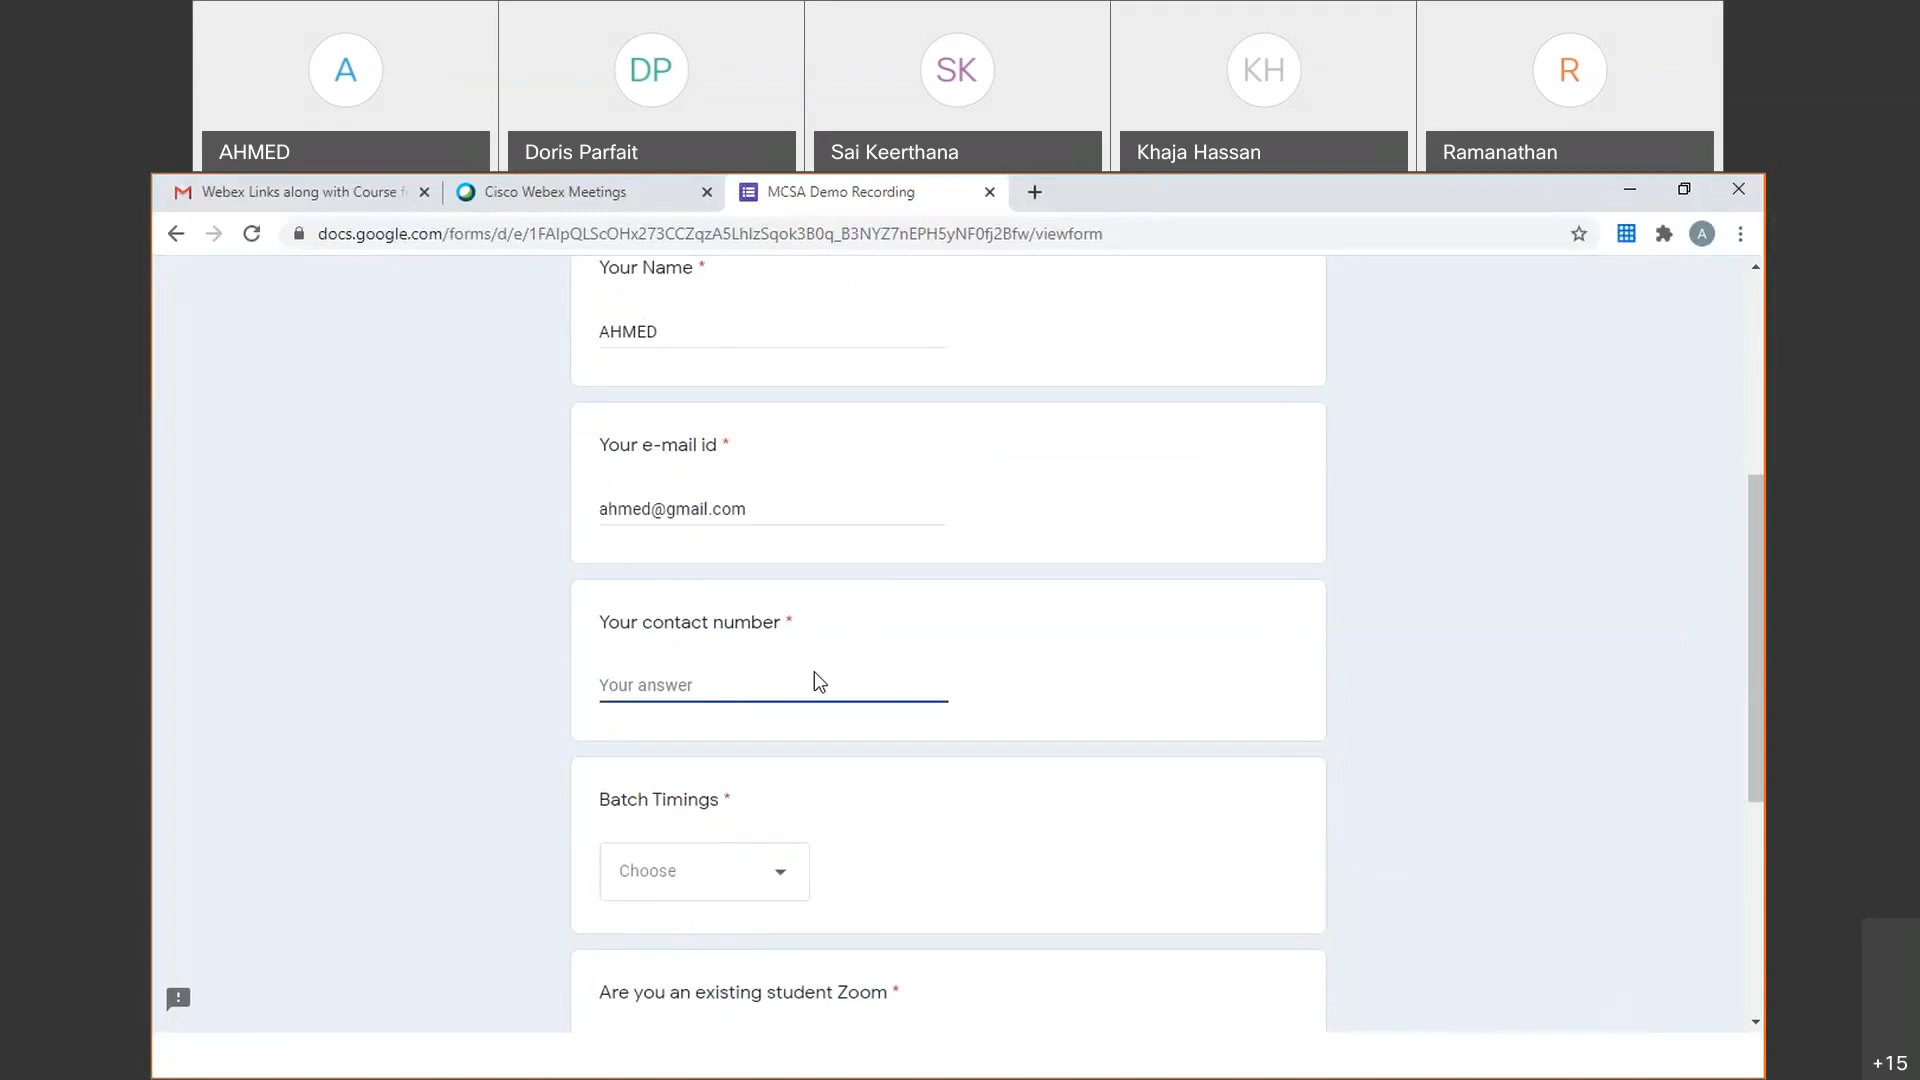 A
DP
SK
KH
R
AHMED
Doris Parfait
Sai Keerthana
Khaja Hassan
Ramanathan
Webex Links along with Course f
Cisco Webex Meetings
MCSA Demo Recording
docs.google.com/forms/d/e/1FAIpQLScOHx273CCZqzA5LhIzSqok3B0q_B3NYZ7nEPH5yNF0fj2Bfw/viewform
A
Your Name *
AHMED
Your e-mail id *
ahmed@gmail.com
Your contact number *
Your answer
Batch Timings *
Choose
Are you an existing student Zoom *
+15